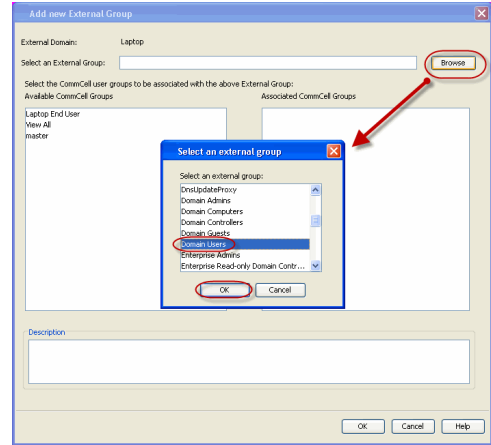 Add new External Group
External Domain: Laptop
Select an External Group: Browse
Select the CommCell user groups to be associated with the above External Group:
Available CommCell Groups Associated CommCell Groups
Laptop End User
View All
master
Select an external group
Select an external group:
DnsUpdateProxy
Domain Admins
Domain Computers
Domain Controllers
Domain Guests
Domain Users
Enterprise Admins
Enterprise Read-only Domain Contr...
OK Cancel
Description
OK Cancel Help